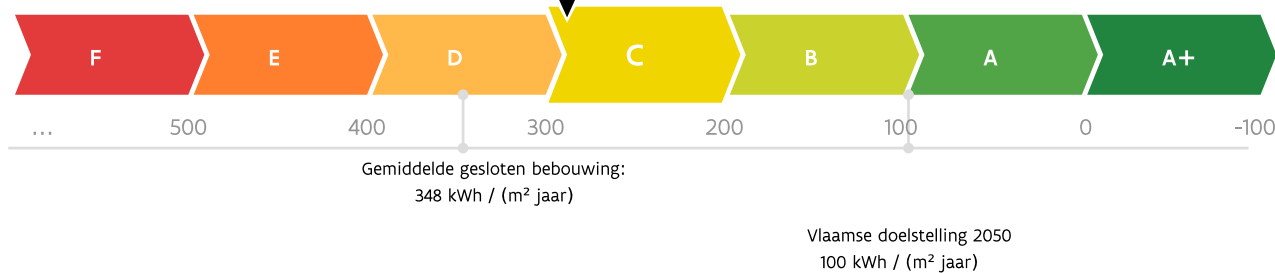 F E D C B A A+
... 500 400 300 200 100 0 -100
Gemiddelde gesloten bebouwing:
348 kWh / (m² jaar)
Vlaamse doelstelling 2050
100 kWh / (m² jaar)